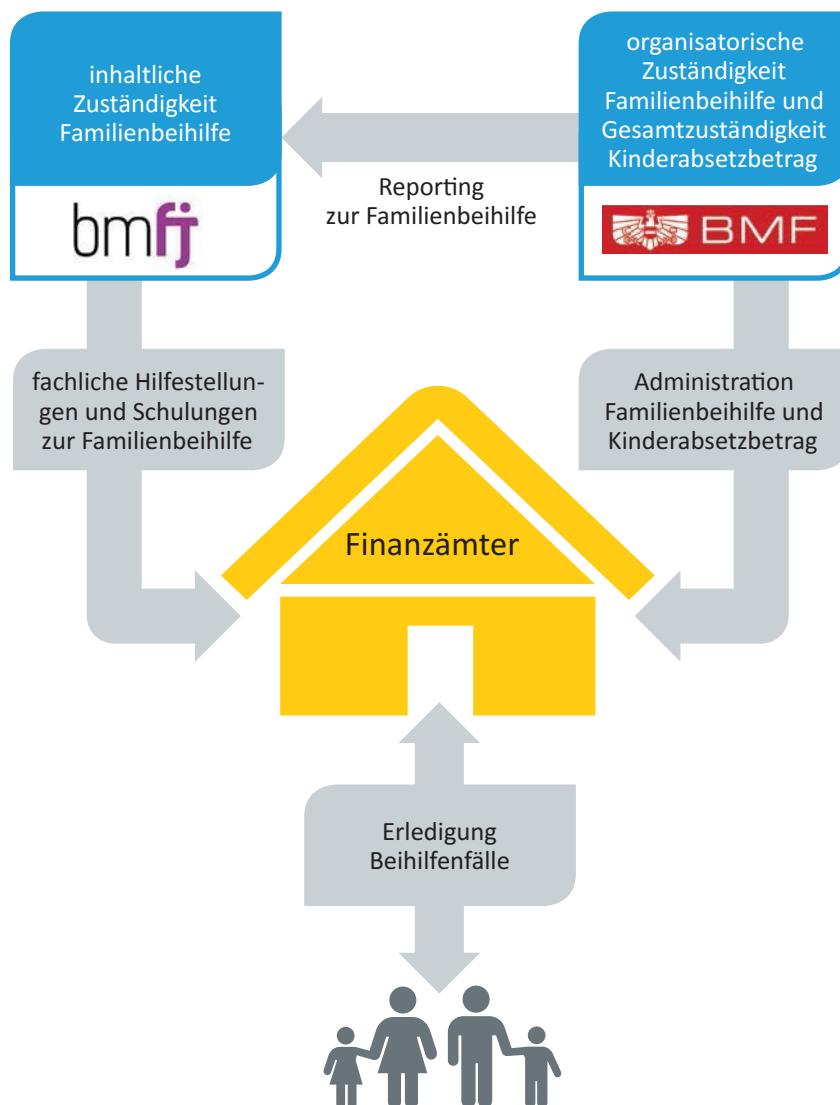 inhaltliche
Zuständigkeit
Familienbeihilfe
bmfj
organisatorische
Zuständigkeit
Familienbeihilfe und
Gesamtzuständigkeit
Kinderabsetzbetrag
BMF
Reporting
zur Familienbeihilfe
fachliche Hilfestellun-
gen und Schulungen
zur Familienbeihilfe
Administration
Familienbeihilfe und
Kinderabsetzbetrag
Finanzämter
Erledigung
Beihilfenfälle